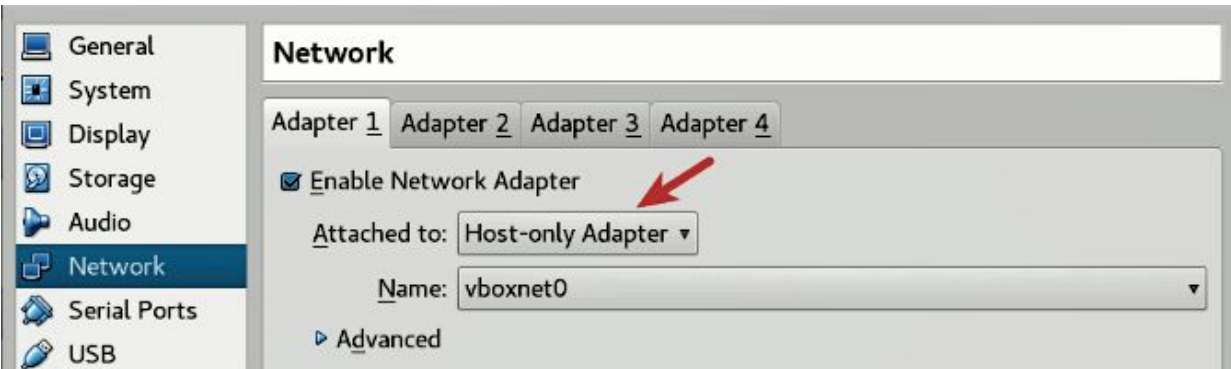 General
System
Display
Storage
Audio
Network
Serial Ports
USB
Network
Adapter 1 Adapter 2 Adapter 3 Adapter 4
Enable Network Adapter
Attached to: Host-only Adapter
Name: vboxnet0
Advanced